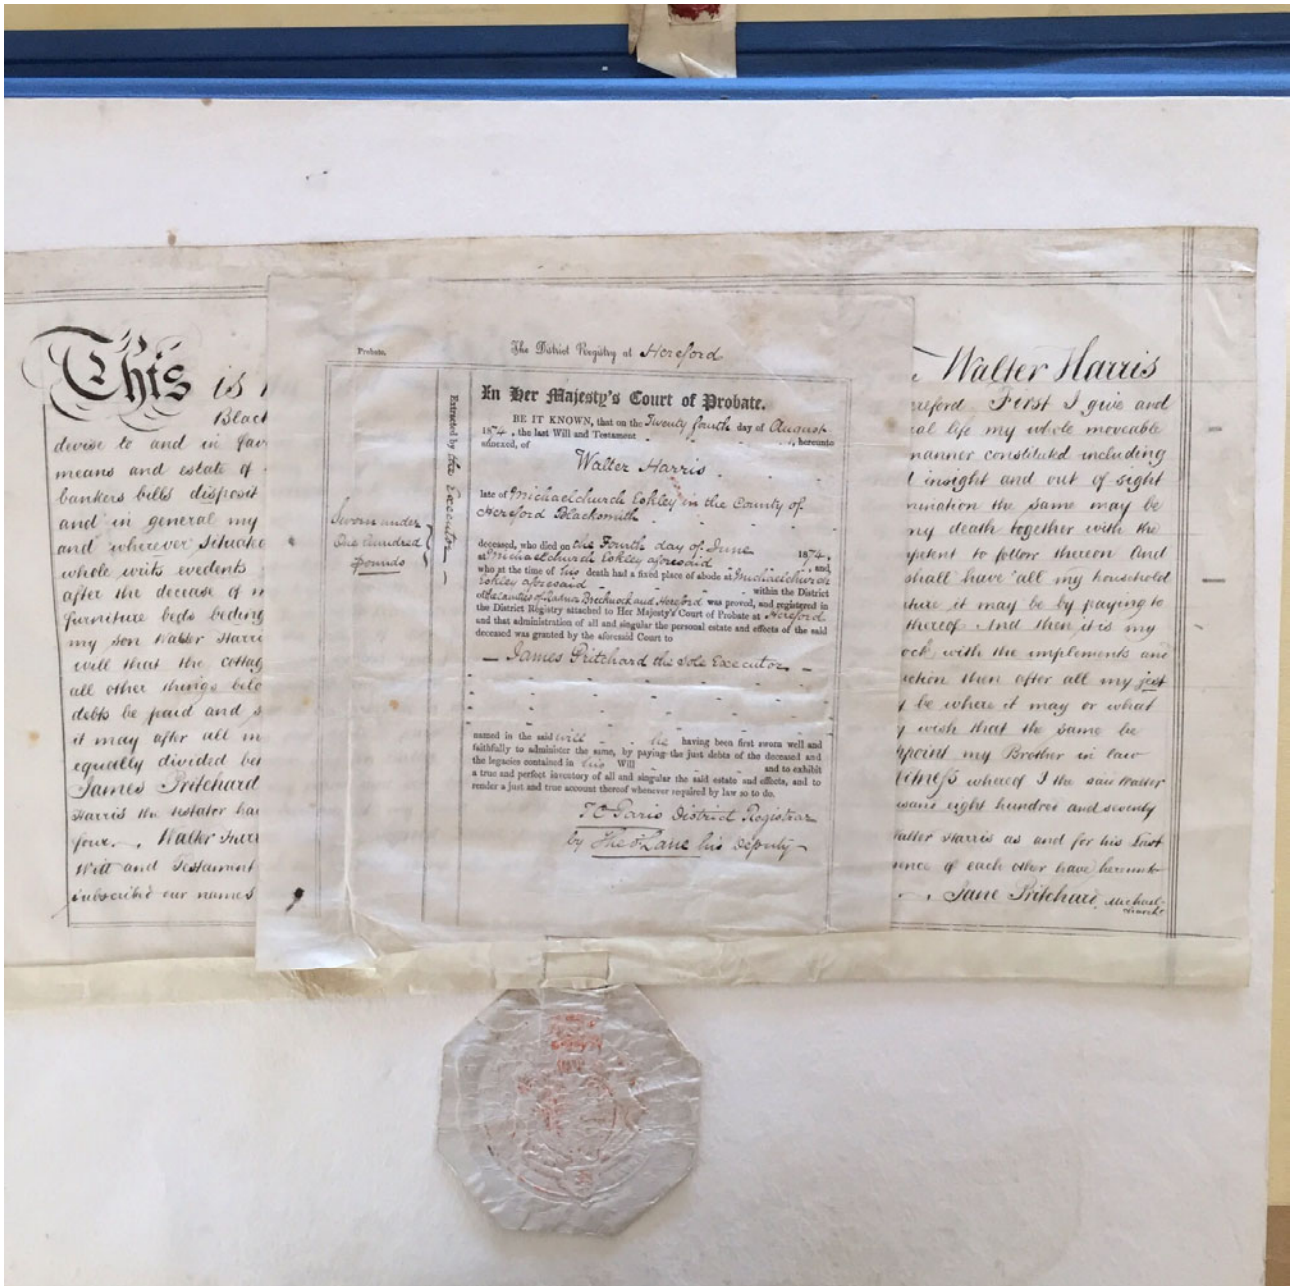 Probate.
The District Registry at Hereford
In Her Majesty's Court of Probate.
BE IT KNOWN, that on the Twenty fourth day of August
1874, the last Will and Testament , hereunto
annexed, of
Walter Harris
late of Michaelchurch Eskley in the County of
Hereford Blacksmith
deceased, who died on the Fourth day of June 1874,
at Michaelchurch Eskley aforesaid , and,
who at the time of his death had a fixed place of abode at Michaelchurch
Eskley aforesaid within the District
of the counties of Radnor Brecknock and Hereford was proved, and registered in
the District Registry attached to Her Majesty's Court of Probate at Hereford
and that administration of all and singular the personal estate and effects of the said
deceased was granted by the aforesaid Court to
James Pritchard the sole Executor
named in the said will he having been first sworn well and
faithfully to administer the same, by paying the just debts of the deceased and
the legacies contained in his Will and to exhibit
a true and perfect inventory of all and singular the said estate and effects, and to
render a just and true account thereof whenever required by law so to do.
District Registrar
by Lane his Deputy
Extracted by the Executor
Sworn under
One hundred
pounds
This is
Black
devise to and in fav
means and estate of
bankers bills disposit
and in general my
and wherever situate
whole writs evedents
after the decease of m
furniture beds beding
my son Walter Harri
will that the cottag
all other things belo
debts be paid and s
it may after all m
equally divided be
James Pritchard
Harris the testator ha
four. Walter Harr
Will and Testament
subscribed our names
Walter Harris
ereford First I give and
al life my whole moveable
manner constituted including
insight and out of sight
mination the same may be
my death together with the
mpetent to follow thereon And
shall have all my household
ture it may be by paying to
thereof And then it is my
ock, with the implements and
uction then after all my just
y be where it may or what
y wish that the same be
ppoint my Brother in law
Witness whereof I the said Walter
usand eight hundred and seventy
Walter Harris as and for his Last
sence of each other have hereunto
Jane Pritchard, Michael-
church